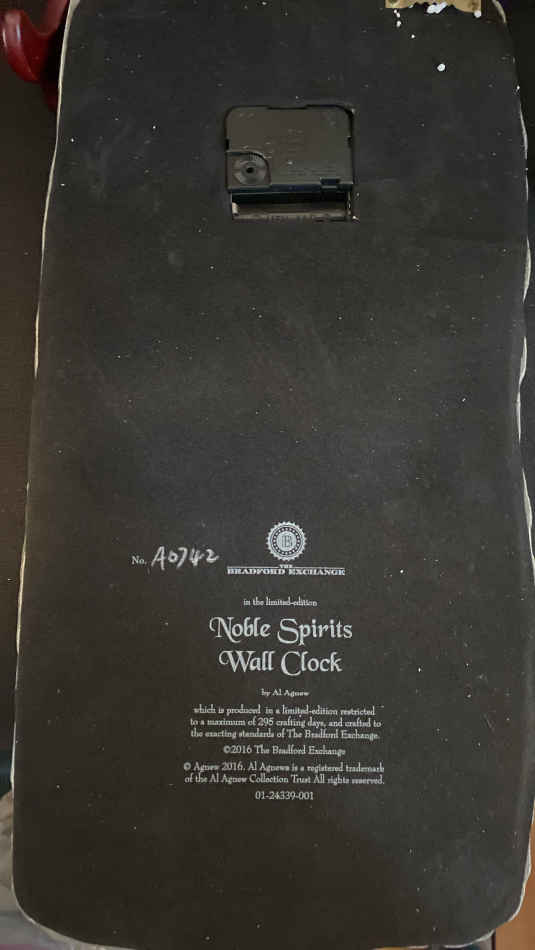 B
No. A0742
THE
BRADFORD EXCHANGE
in the limited-edition
Noble Spirits
Wall Clock
by Al Agnew
which is produced in a limited-edition restricted
to a maximum of 295 crafting days, and crafted to
the exacting standards of The Bradford Exchange.
©2016 The Bradford Exchange
© Agnew 2016. Al Agnews is a registered trademark
of the Al Agnew Collection Trust All rights reserved.
01-24339-001